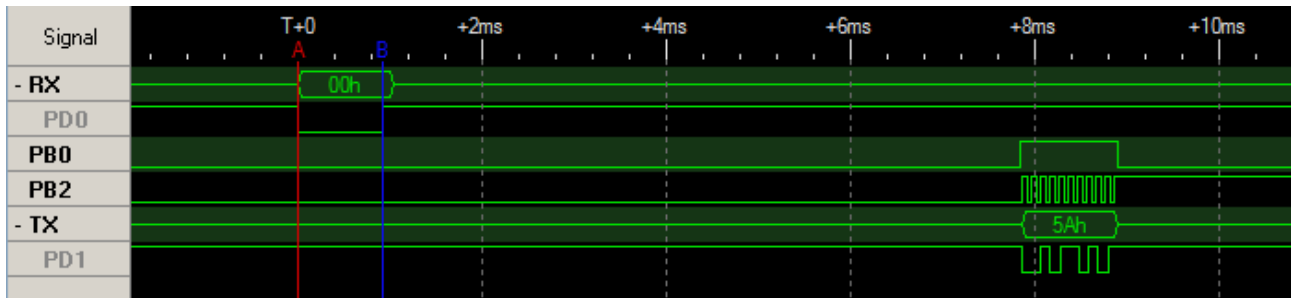 Signal T+0 +2ms +4ms +6ms +8ms +10ms
A B
- RX 00h
PD0
PB0
PB2
- TX 5Ah
PD1